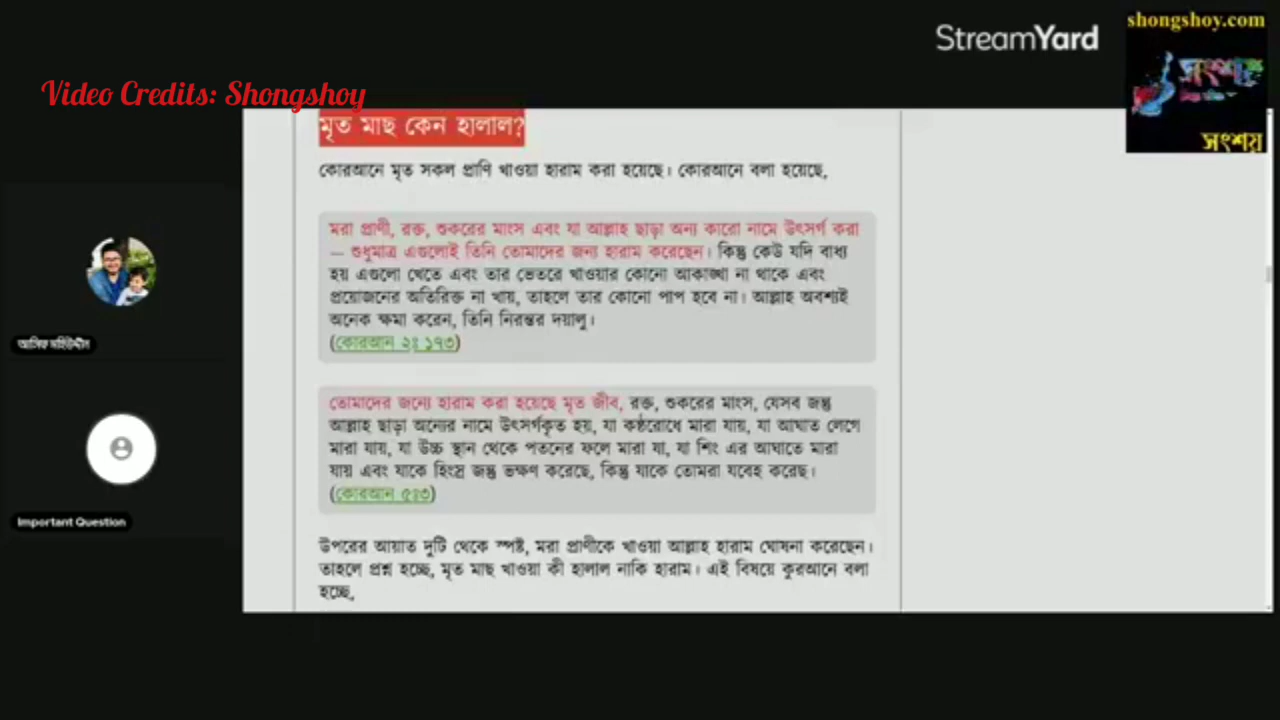 shongshoy.com
StreamYard
সংশয়
Video Credits: Shongshoy
মৃত মাছ কেন হালাল?
কোরআনে মৃত সকল প্রাণি খাওয়া হারাম করা হয়েছে। কোরআনে বলা হয়েছে,
মরা প্রাণী, রক্ত, শুকরের মাংস এবং যা আল্লাহ ছাড়া অন্য কারো নামে উৎসর্গ করা
— শুধুমাত্র এগুলোই তিনি তোমাদের জন্য হারাম করেছেন। কিন্তু কেউ যদি বাধ্য
হয় এগুলো খেতে এবং তার ভেতরে খাওয়ার কোনো আকাঙ্খা না থাকে এবং
প্রয়োজনের অতিরিক্ত না খায়, তাহলে তার কোনো পাপ হবে না। আল্লাহ অবশ্যই
অনেক ক্ষমা করেন, তিনি নিরন্তর দয়ালু।
(কোরআন ২ঃ ১৭৩)
আসিফ মহিউদ্দীন
তোমাদের জন্যে হারাম করা হয়েছে মৃত জীব, রক্ত, শুকরের মাংস, যেসব জন্তু
আল্লাহ ছাড়া অন্যের নামে উৎসর্গকৃত হয়, যা কন্ঠরোধে মারা যায়, যা আঘাত লেগে
মারা যায়, যা উচ্চ স্থান থেকে পতনের ফলে মারা যা, যা শিং এর আঘাতে মারা
যায় এবং যাকে হিংস্র জন্তু ভক্ষণ করেছে, কিন্তু যাকে তোমরা যবেহ করেছ।
(কোরআন ৫ঃ৩)
Important Question
উপরের আয়াত দুটি থেকে স্পষ্ট, মরা প্রাণীকে খাওয়া আল্লাহ হারাম ঘোষনা করেছেন।
তাহলে প্রশ্ন হচ্ছে, মৃত মাছ খাওয়া কী হালাল নাকি হারাম। এই বিষয়ে কুরআনে বলা
হচ্ছে,
সংশয়